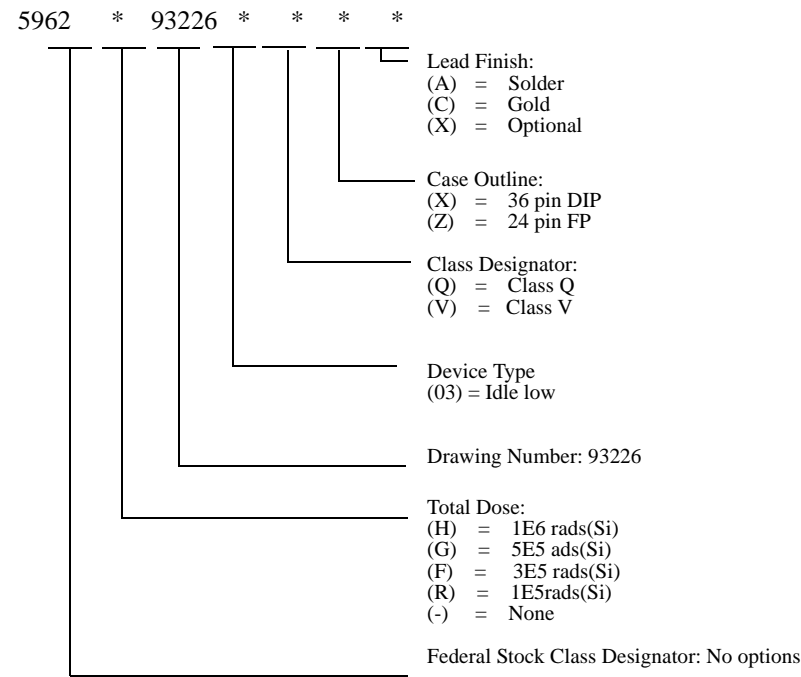 5962 * 93226 * * * *
Lead Finish:
(A) = Solder
(C) = Gold
(X) = Optional
Case Outline:
(X) = 36 pin DIP
(Z) = 24 pin FP
Class Designator:
(Q) = Class Q
(V) = Class V
Device Type
(03) = Idle low
Drawing Number: 93226
Total Dose:
(H) = 1E6 rads(Si)
(G) = 5E5 ads(Si)
(F) = 3E5 rads(Si)
(R) = 1E5rads(Si)
(-) = None
Federal Stock Class Designator: No options